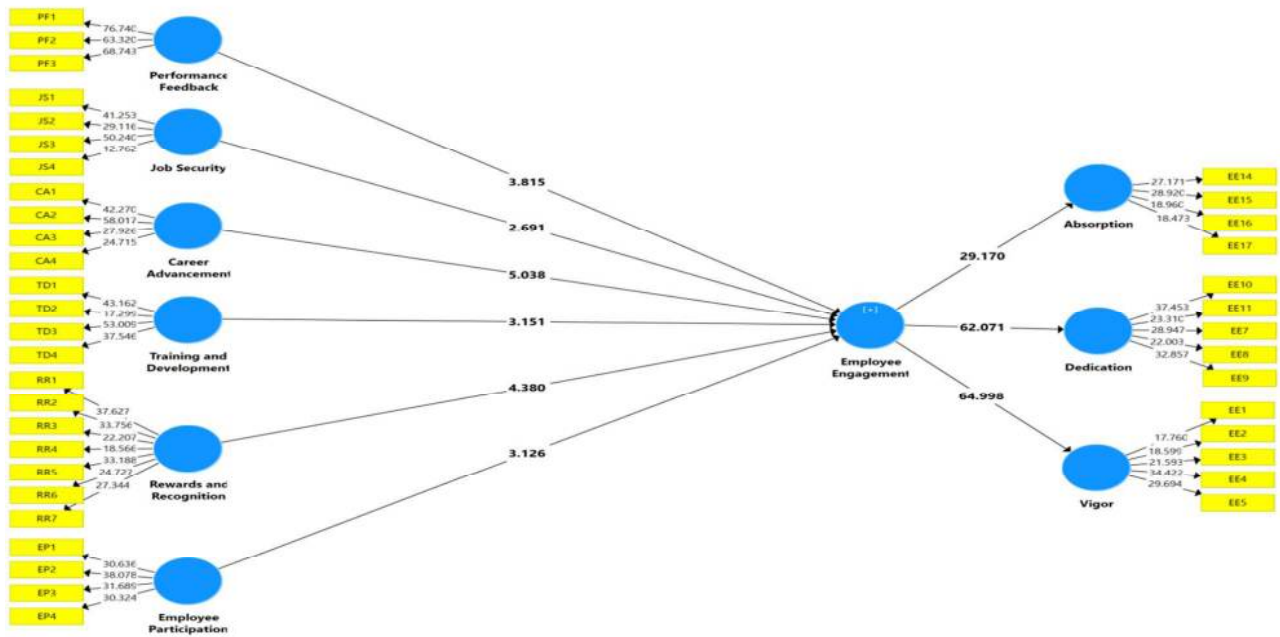 PF1
PF2
PF3
76.740
63.320
68.743
Performance
Feedback
JS1
JS2
JS3
JS4
41.253
29.116
50.240
12.762
Job Security
CA1
CA2
CA3
CA4
42.270
58.017
27.926
24.715
Career
Advancement
TD1
TD2
TD3
TD4
43.162
17.299
53.009
37.546
Training and
Development
RR1
RR2
RR3
RR4
RR5
RR6
RR7
37.627
33.756
22.207
18.566
33.188
24.727
27.344
Rewards and
Recognition
EP1
EP2
EP3
EP4
30.636
38.078
31.689
30.324
Employee
Participation
3.815
2.691
5.038
3.151
4.380
3.126
[+]
Employee
Engagement
29.170
62.071
64.998
Absorption
27.171
28.920
18.960
18.473
EE14
EE15
EE16
EE17
Dedication
37.453
23.310
28.947
22.003
32.857
EE10
EE11
EE7
EE8
EE9
Vigor
17.760
18.599
21.593
34.422
29.694
EE1
EE2
EE3
EE4
EE5